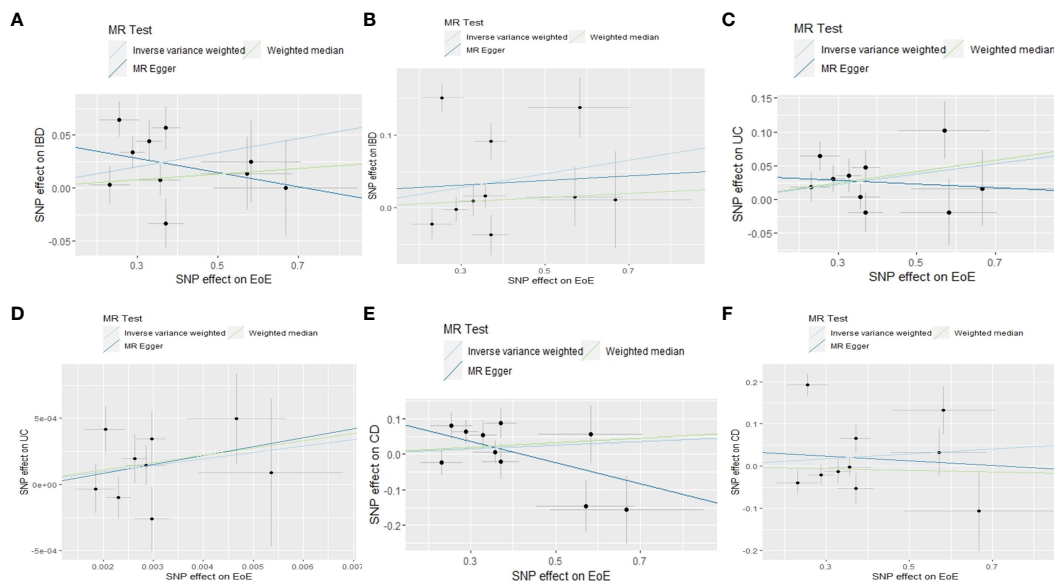 A
MR Test
Inverse variance weighted
Weighted median
MR Egger
SNP effect on IBD
0.05
0.00
-0.05
0.3
0.5
0.7
SNP effect on EoE
B
MR Test
Inverse variance weighted
Weighted median
MR Egger
SNP effect on IBD
0.1
0.0
0.3
0.5
0.7
SNP effect on EoE
C
MR Test
Inverse variance weighted
Weighted median
MR Egger
SNP effect on UC
0.15
0.10
0.05
0.00
-0.05
0.3
0.5
0.7
SNP effect on EoE
D
MR Test
Inverse variance weighted
Weighted median
MR Egger
SNP effect on UC
5e-04
0e+00
-5e-04
0.002
0.003
0.004
0.005
0.006
0.007
SNP effect on EoE
E
MR Test
Inverse variance weighted
Weighted median
MR Egger
SNP effect on CD
0.1
0.0
-0.1
-0.2
0.3
0.5
0.7
SNP effect on EoE
F
MR Test
Inverse variance weighted
Weighted median
MR Egger
SNP effect on CD
0.2
0.1
0.0
-0.1
-0.2
0.3
0.5
0.7
SNP effect on EoE